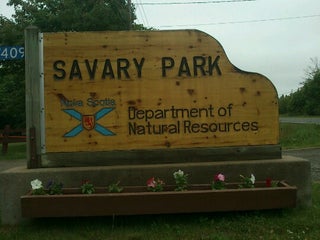 409
SAVARY PARK
Nova Scotia
Department of
Natural Resources